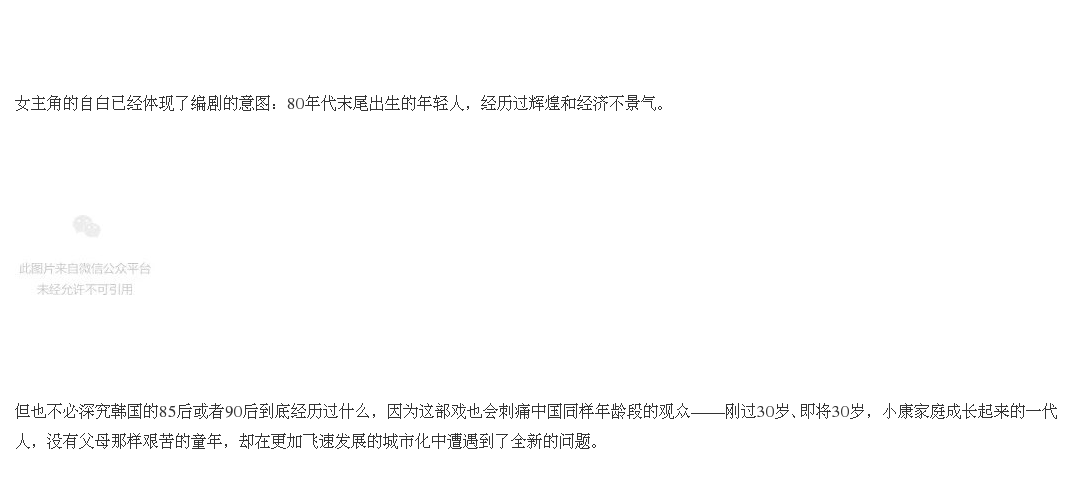 女主角的自白已经体现了编剧的意图：80年代末尾出生的年轻人，经历过辉煌和经济不景气。
此图片来自微信公众平台
未经允许不可引用
但也不必深究韩国的85后或者90后到底经历过什么，因为这部戏也会刺痛中国同样年龄段的观众——刚过30岁、即将30岁，小康家庭成长起来的一代
人，没有父母那样艰苦的童年，却在更加飞速发展的城市化中遭遇到了全新的问题。